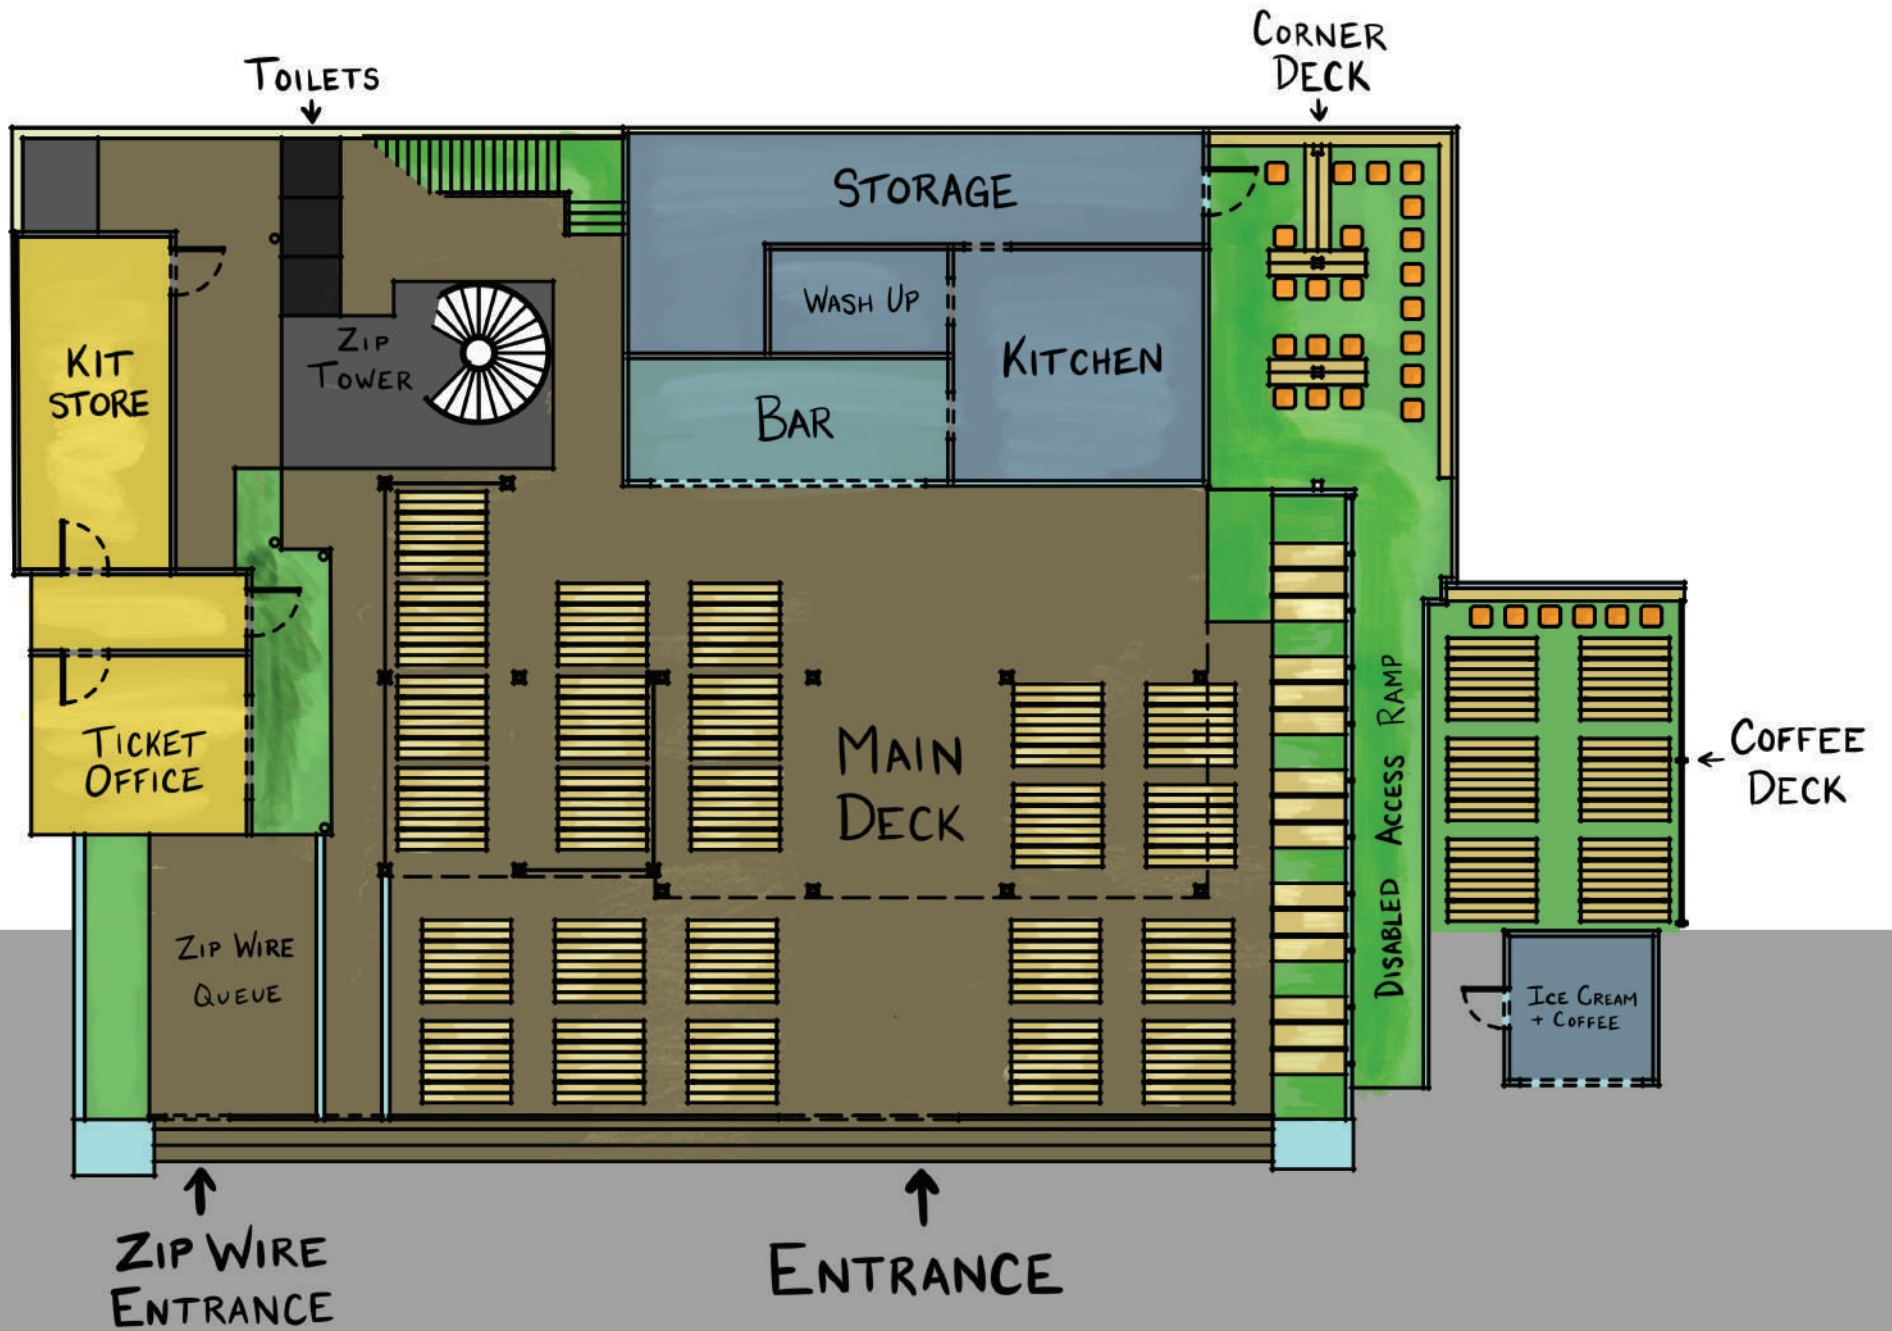 TOILETS
CORNER
DECK
STORAGE
WASH UP
KITCHEN
BAR
ZIP
TOWER
KIT
STORE
TICKET
OFFICE
MAIN
DECK
DISABLED ACCESS RAMP
COFFEE
DECK
ZIP WIRE
QUEUE
ICE CREAM
+ COFFEE
ZIP WIRE
ENTRANCE
ENTRANCE